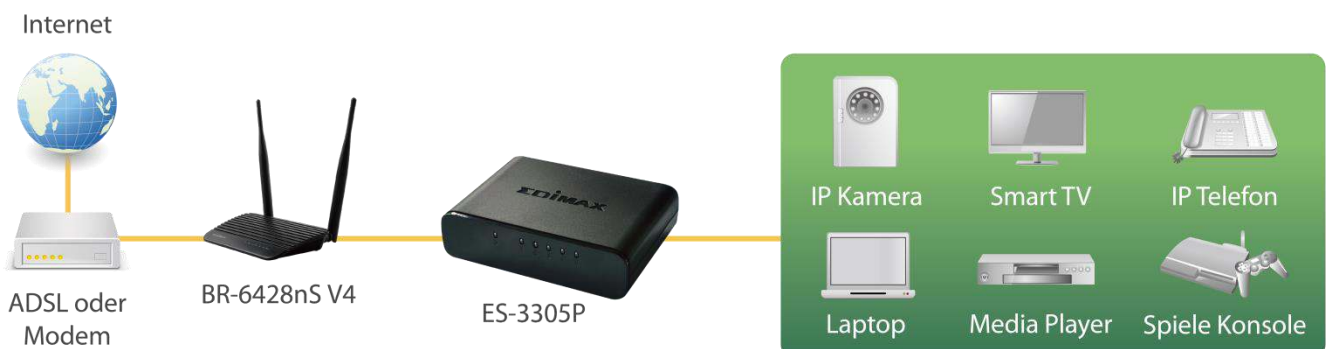 Internet
ADSL oder
Modem
BR-6428nS V4
EDIMAX
ES-3305P
IP Kamera
Smart TV
IP Telefon
Laptop
Media Player
Spiele Konsole